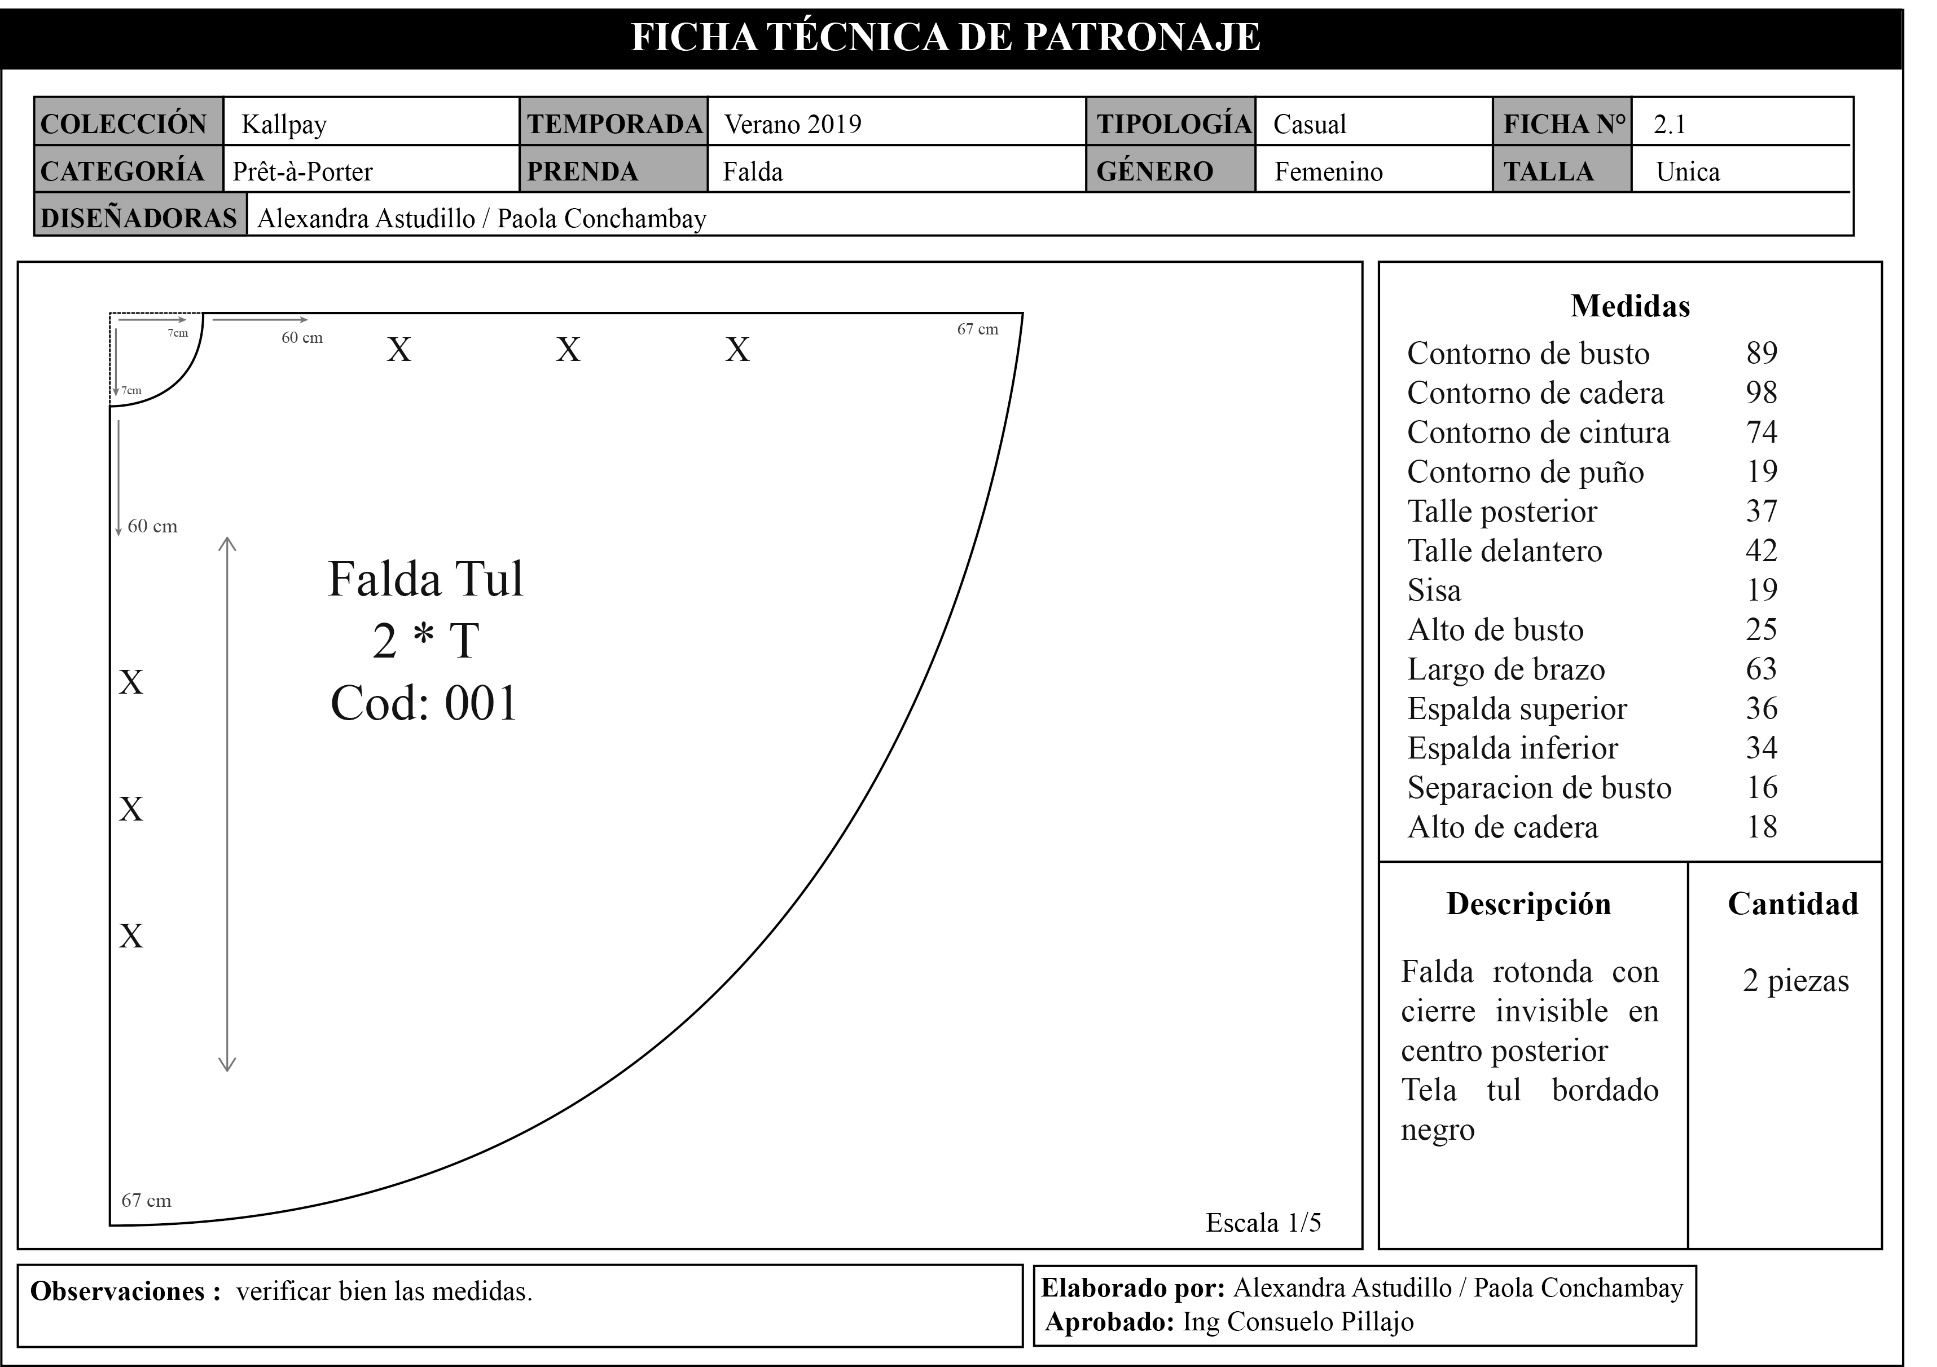 FICHA TÉCNICA DE PATRONAJE
COLECCIÓN Kallpay TEMPORADA Verano 2019 TIPOLOGÍA Casual FICHA N° 2.1
CATEGORÍA Prêt-à-Porter PRENDA Falda GÉNERO Femenino TALLA Unica
DISEÑADORAS Alexandra Astudillo / Paola Conchambay
7cm
60 cm
67 cm
X X X
7cm
60 cm
Falda Tul
2 * T
Cod: 001
X
X
X
67 cm
Escala 1/5
Medidas
Contorno de busto 89
Contorno de cadera 98
Contorno de cintura 74
Contorno de puño 19
Talle posterior 37
Talle delantero 42
Sisa 19
Alto de busto 25
Largo de brazo 63
Espalda superior 36
Espalda inferior 34
Separacion de busto 16
Alto de cadera 18
Descripción
Falda rotonda con
cierre invisible en
centro posterior
Tela tul bordado
negro
Cantidad
2 piezas
Observaciones : verificar bien las medidas.
Elaborado por: Alexandra Astudillo / Paola Conchambay
Aprobado: Ing Consuelo Pillajo